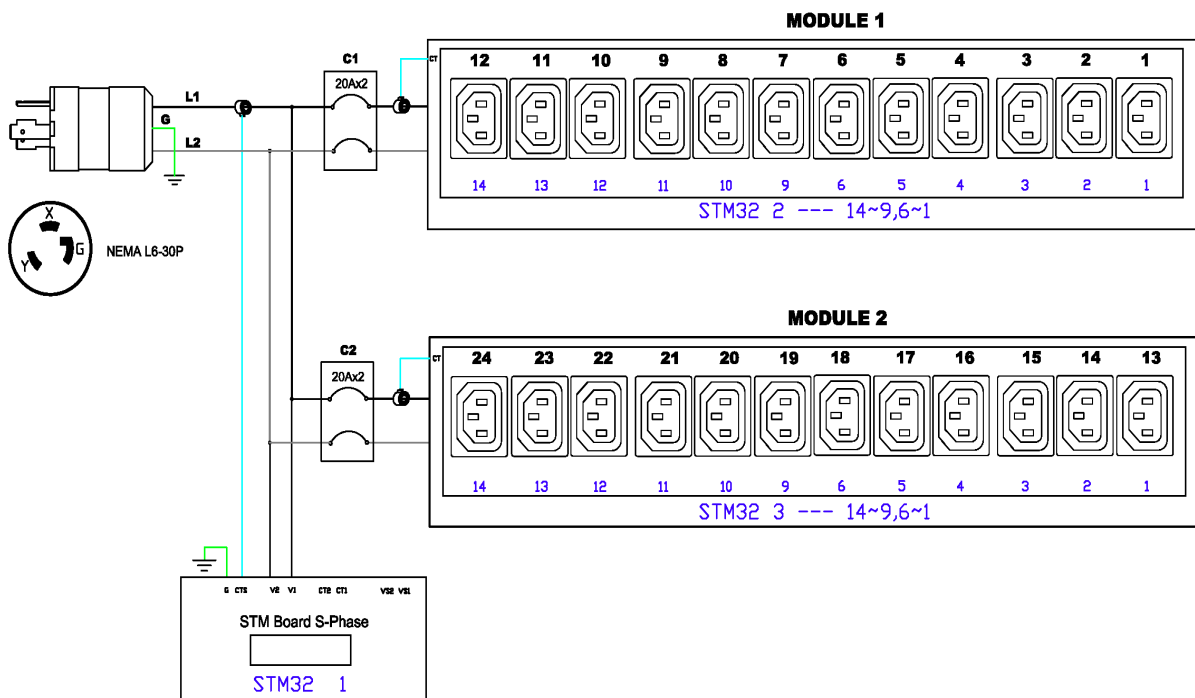 MODULE 1
C1
20Ax2
CT
12 11 10 9 8 7 6 5 4 3 2 1
L1
G
L2
14 13 12 11 10 9 6 5 4 3 2 1
STM32 2 --- 14~9,6~1
X
G
Y
NEMA L6-30P
MODULE 2
C2
20Ax2
CT
24 23 22 21 20 19 18 17 16 15 14 13
14 13 12 11 10 9 6 5 4 3 2 1
STM32 3 --- 14~9,6~1
G CTS V2 V1 CT2 CT1 VS2 VS1
STM Board S-Phase
STM32 1